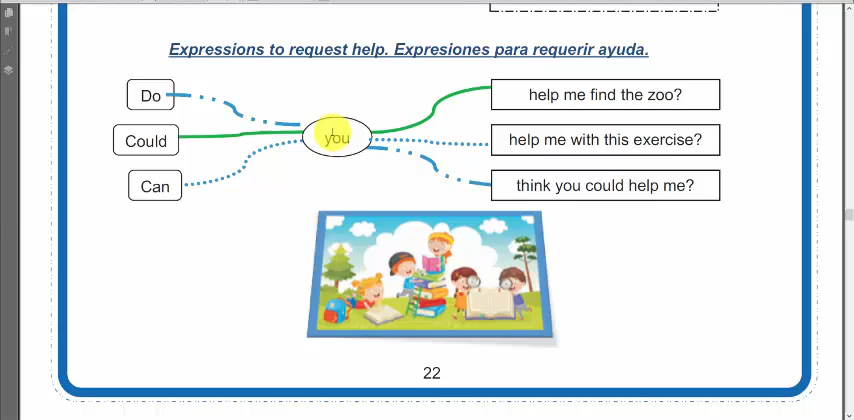 Expressions to request help. Expresiones para requerir ayuda.
Do
Could
Can
you
help me find the zoo?
help me with this exercise?
think you could help me?
22